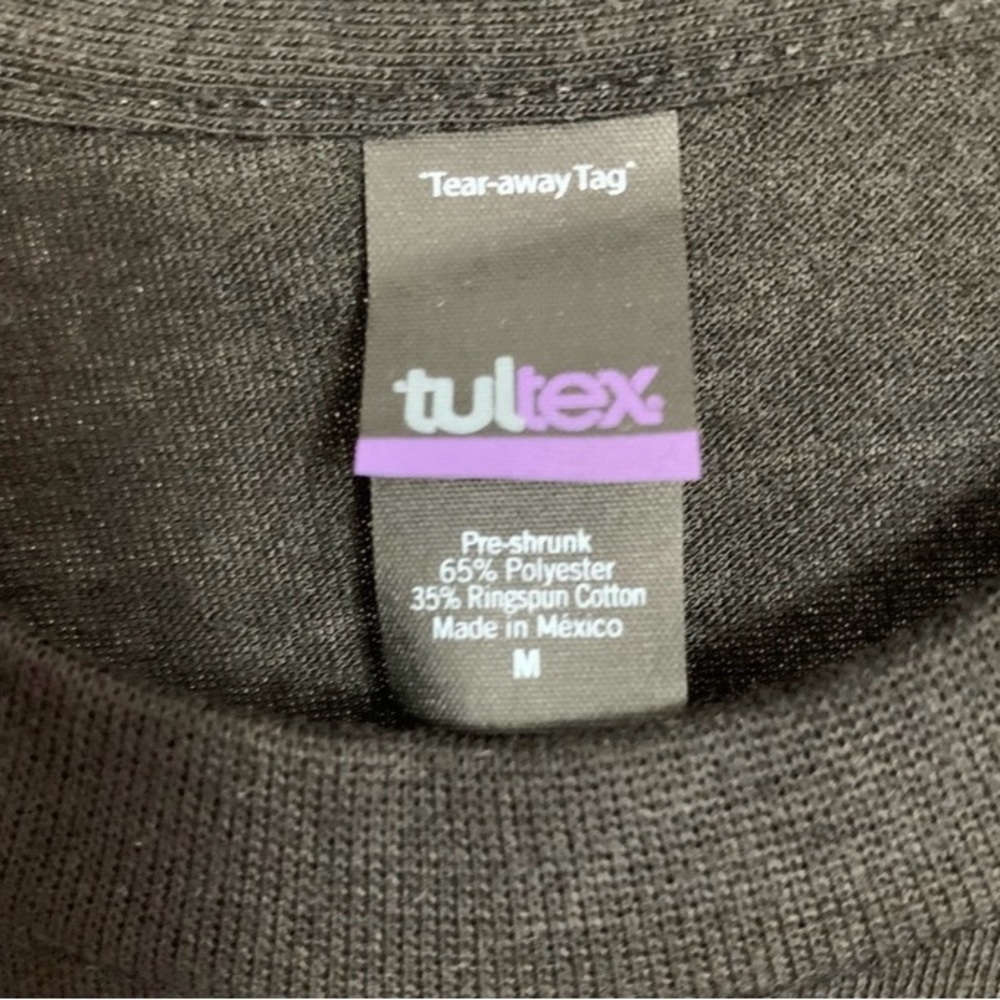 "Tear-away Tag"
tultex®
Pre-shrunk
65% Polyester
35% Ringspun Cotton
Made in México
M